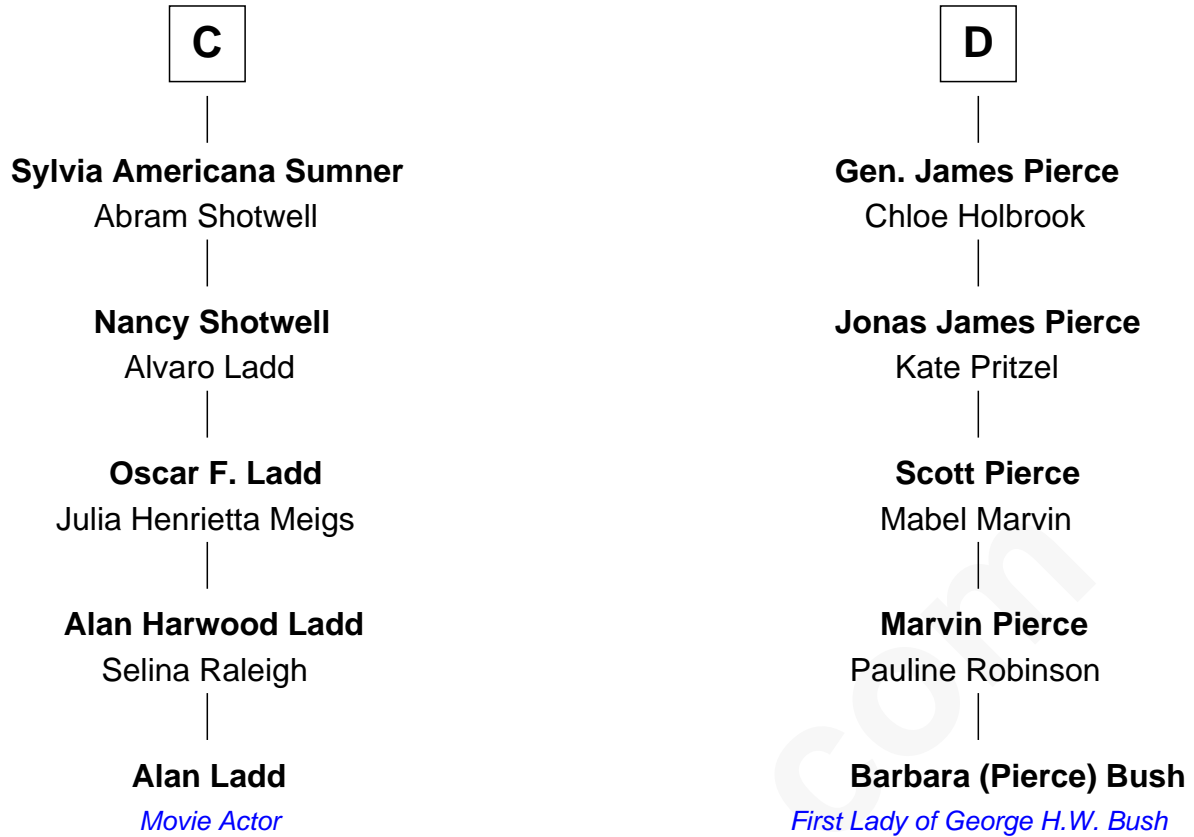 C
Sylvia Americana Sumner
Abram Shotwell
Nancy Shotwell
Alvaro Ladd
Oscar F. Ladd
Julia Henrietta Meigs
Alan Harwood Ladd
Selina Raleigh
Alan Ladd
Movie Actor
D
Gen. James Pierce
Chloe Holbrook
Jonas James Pierce
Kate Pritzel
Scott Pierce
Mabel Marvin
Marvin Pierce
Pauline Robinson
Barbara (Pierce) Bush
First Lady of George H.W. Bush
com